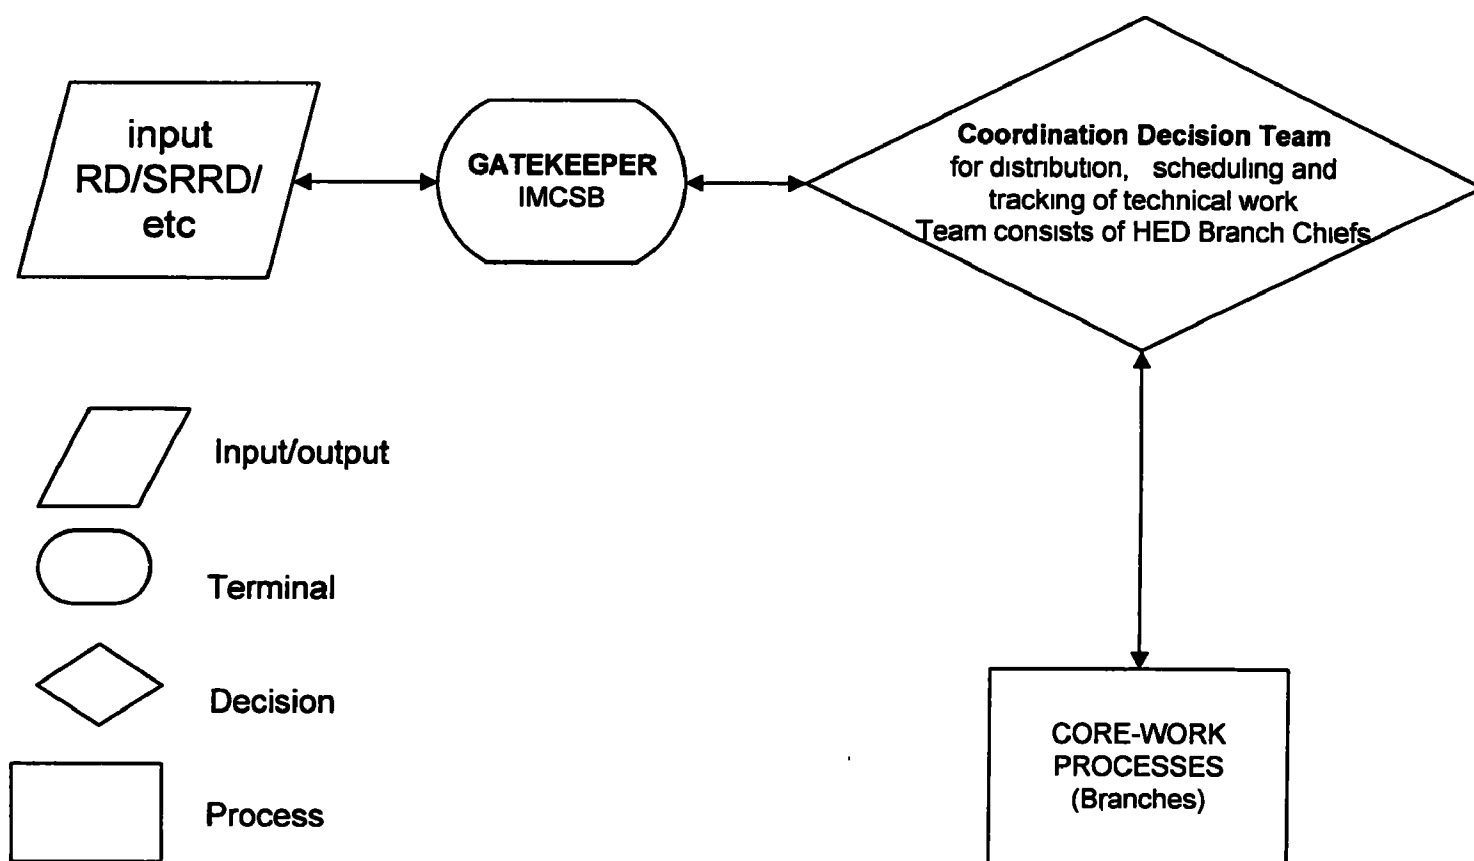 input
RD/SRRD/
etc
GATEKEEPER
IMCSB
Coordination Decision Team
for distribution, scheduling and
tracking of technical work
Team consists of HED Branch Chiefs
Input/output
Terminal
Decision
Process
CORE-WORK
PROCESSES
(Branches)